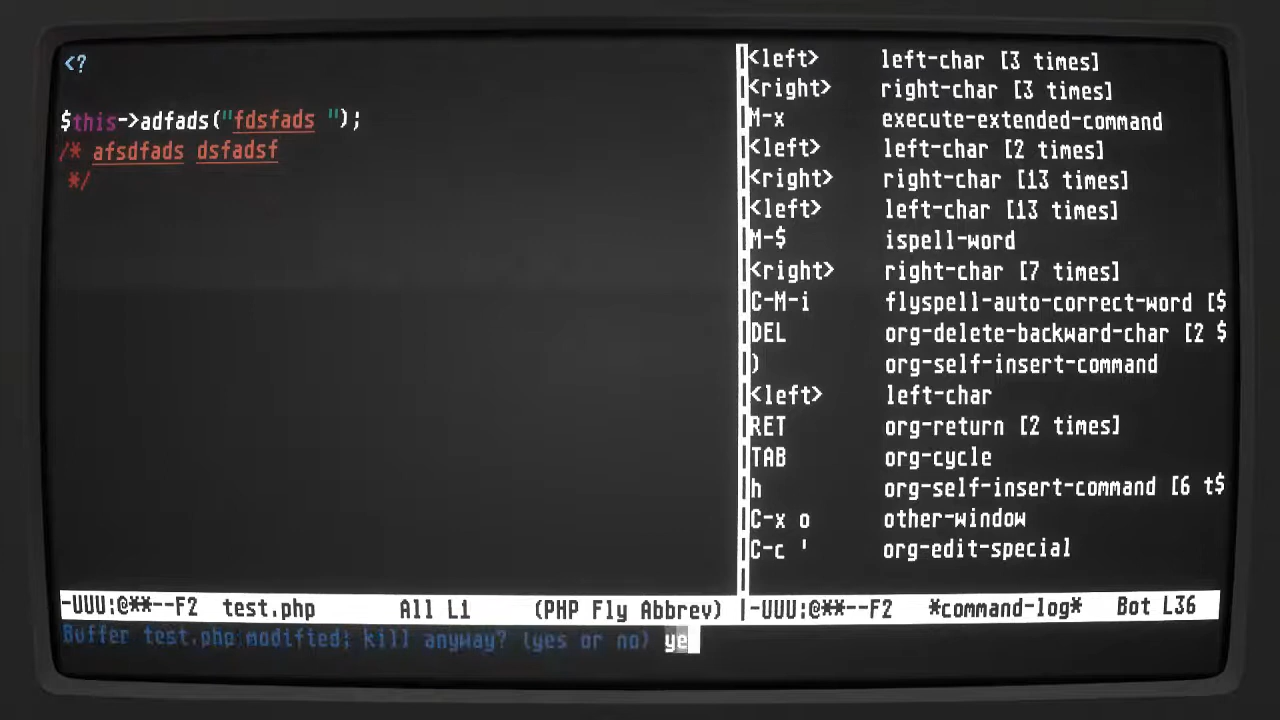 <?
$this->adfads("fdsfads ");
/* afsdfads dsfadsf
*/
<left> left-char [3 times]
<right> right-char [3 times]
M-x execute-extended-command
<left> left-char [2 times]
<right> right-char [13 times]
<left> left-char [13 times]
M-$ ispell-word
<right> right-char [7 times]
C-M-i flyspell-auto-correct-word [$
DEL org-delete-backward-char [2 $
) org-self-insert-command
<left> left-char
RET org-return [2 times]
TAB org-cycle
h org-self-insert-command [6 t$
C-x o other-window
C-c ' org-edit-special
-UUU:@**--F2 test.php All L1 (PHP Fly Abbrev)
-UUU:@**--F2 *command-log* Bot L36
Buffer test.php modified; kill anyway? (yes or no) ye